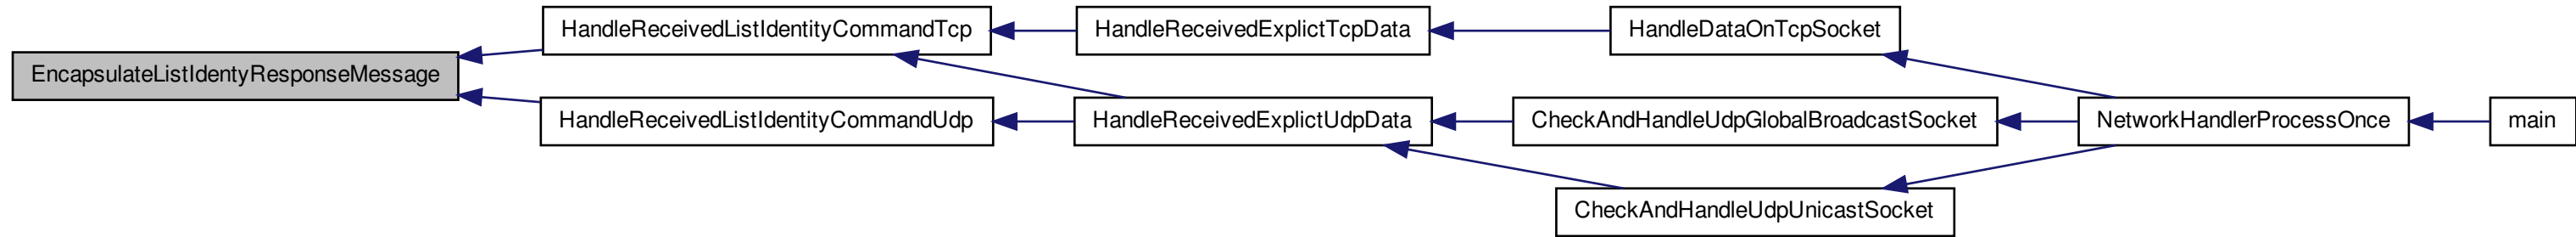 EncapsulateListIdentyResponseMessage
HandleReceivedListIdentityCommandTcp
HandleReceivedExplictTcpData
HandleDataOnTcpSocket
HandleReceivedListIdentityCommandUdp
HandleReceivedExplictUdpData
CheckAndHandleUdpGlobalBroadcastSocket
NetworkHandlerProcessOnce
main
CheckAndHandleUdpUnicastSocket